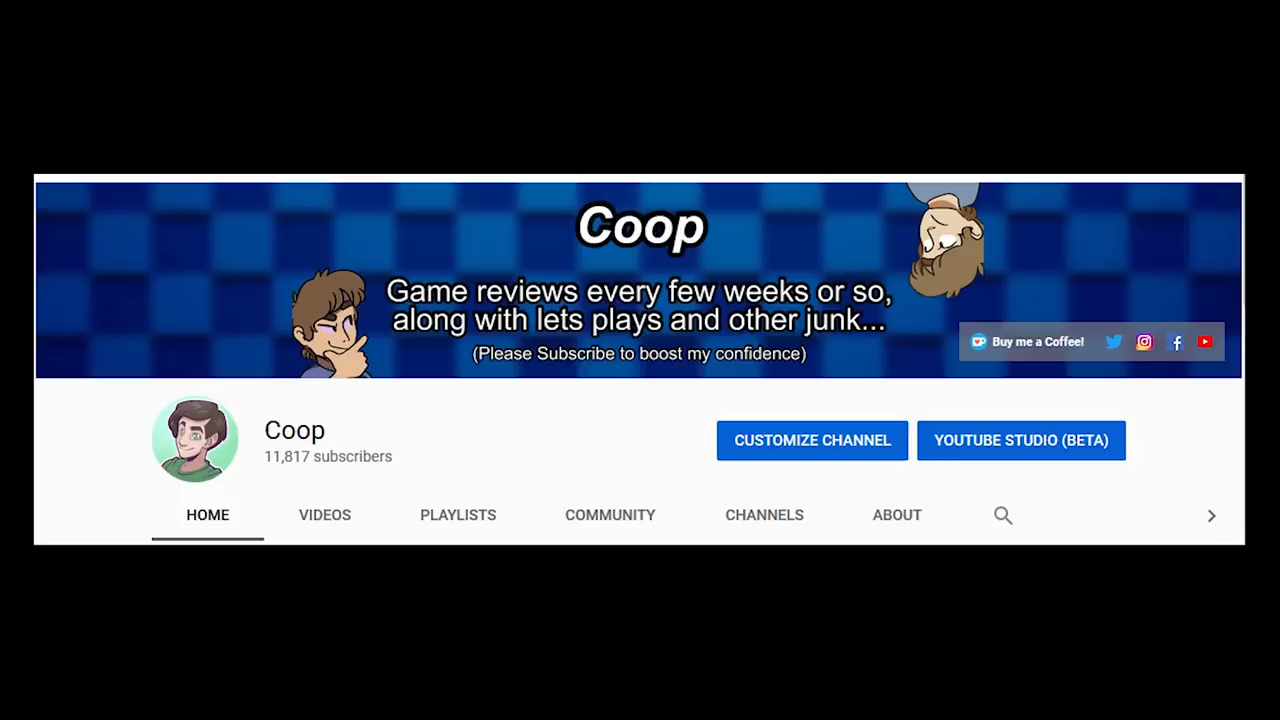 Coop
Game reviews every few weeks or so,
along with lets plays and other junk...
(Please Subscribe to boost my confidence)
Buy me a Coffee!
Coop
11,817 subscribers
CUSTOMIZE CHANNEL
YOUTUBE STUDIO (BETA)
HOME VIDEOS PLAYLISTS COMMUNITY CHANNELS ABOUT